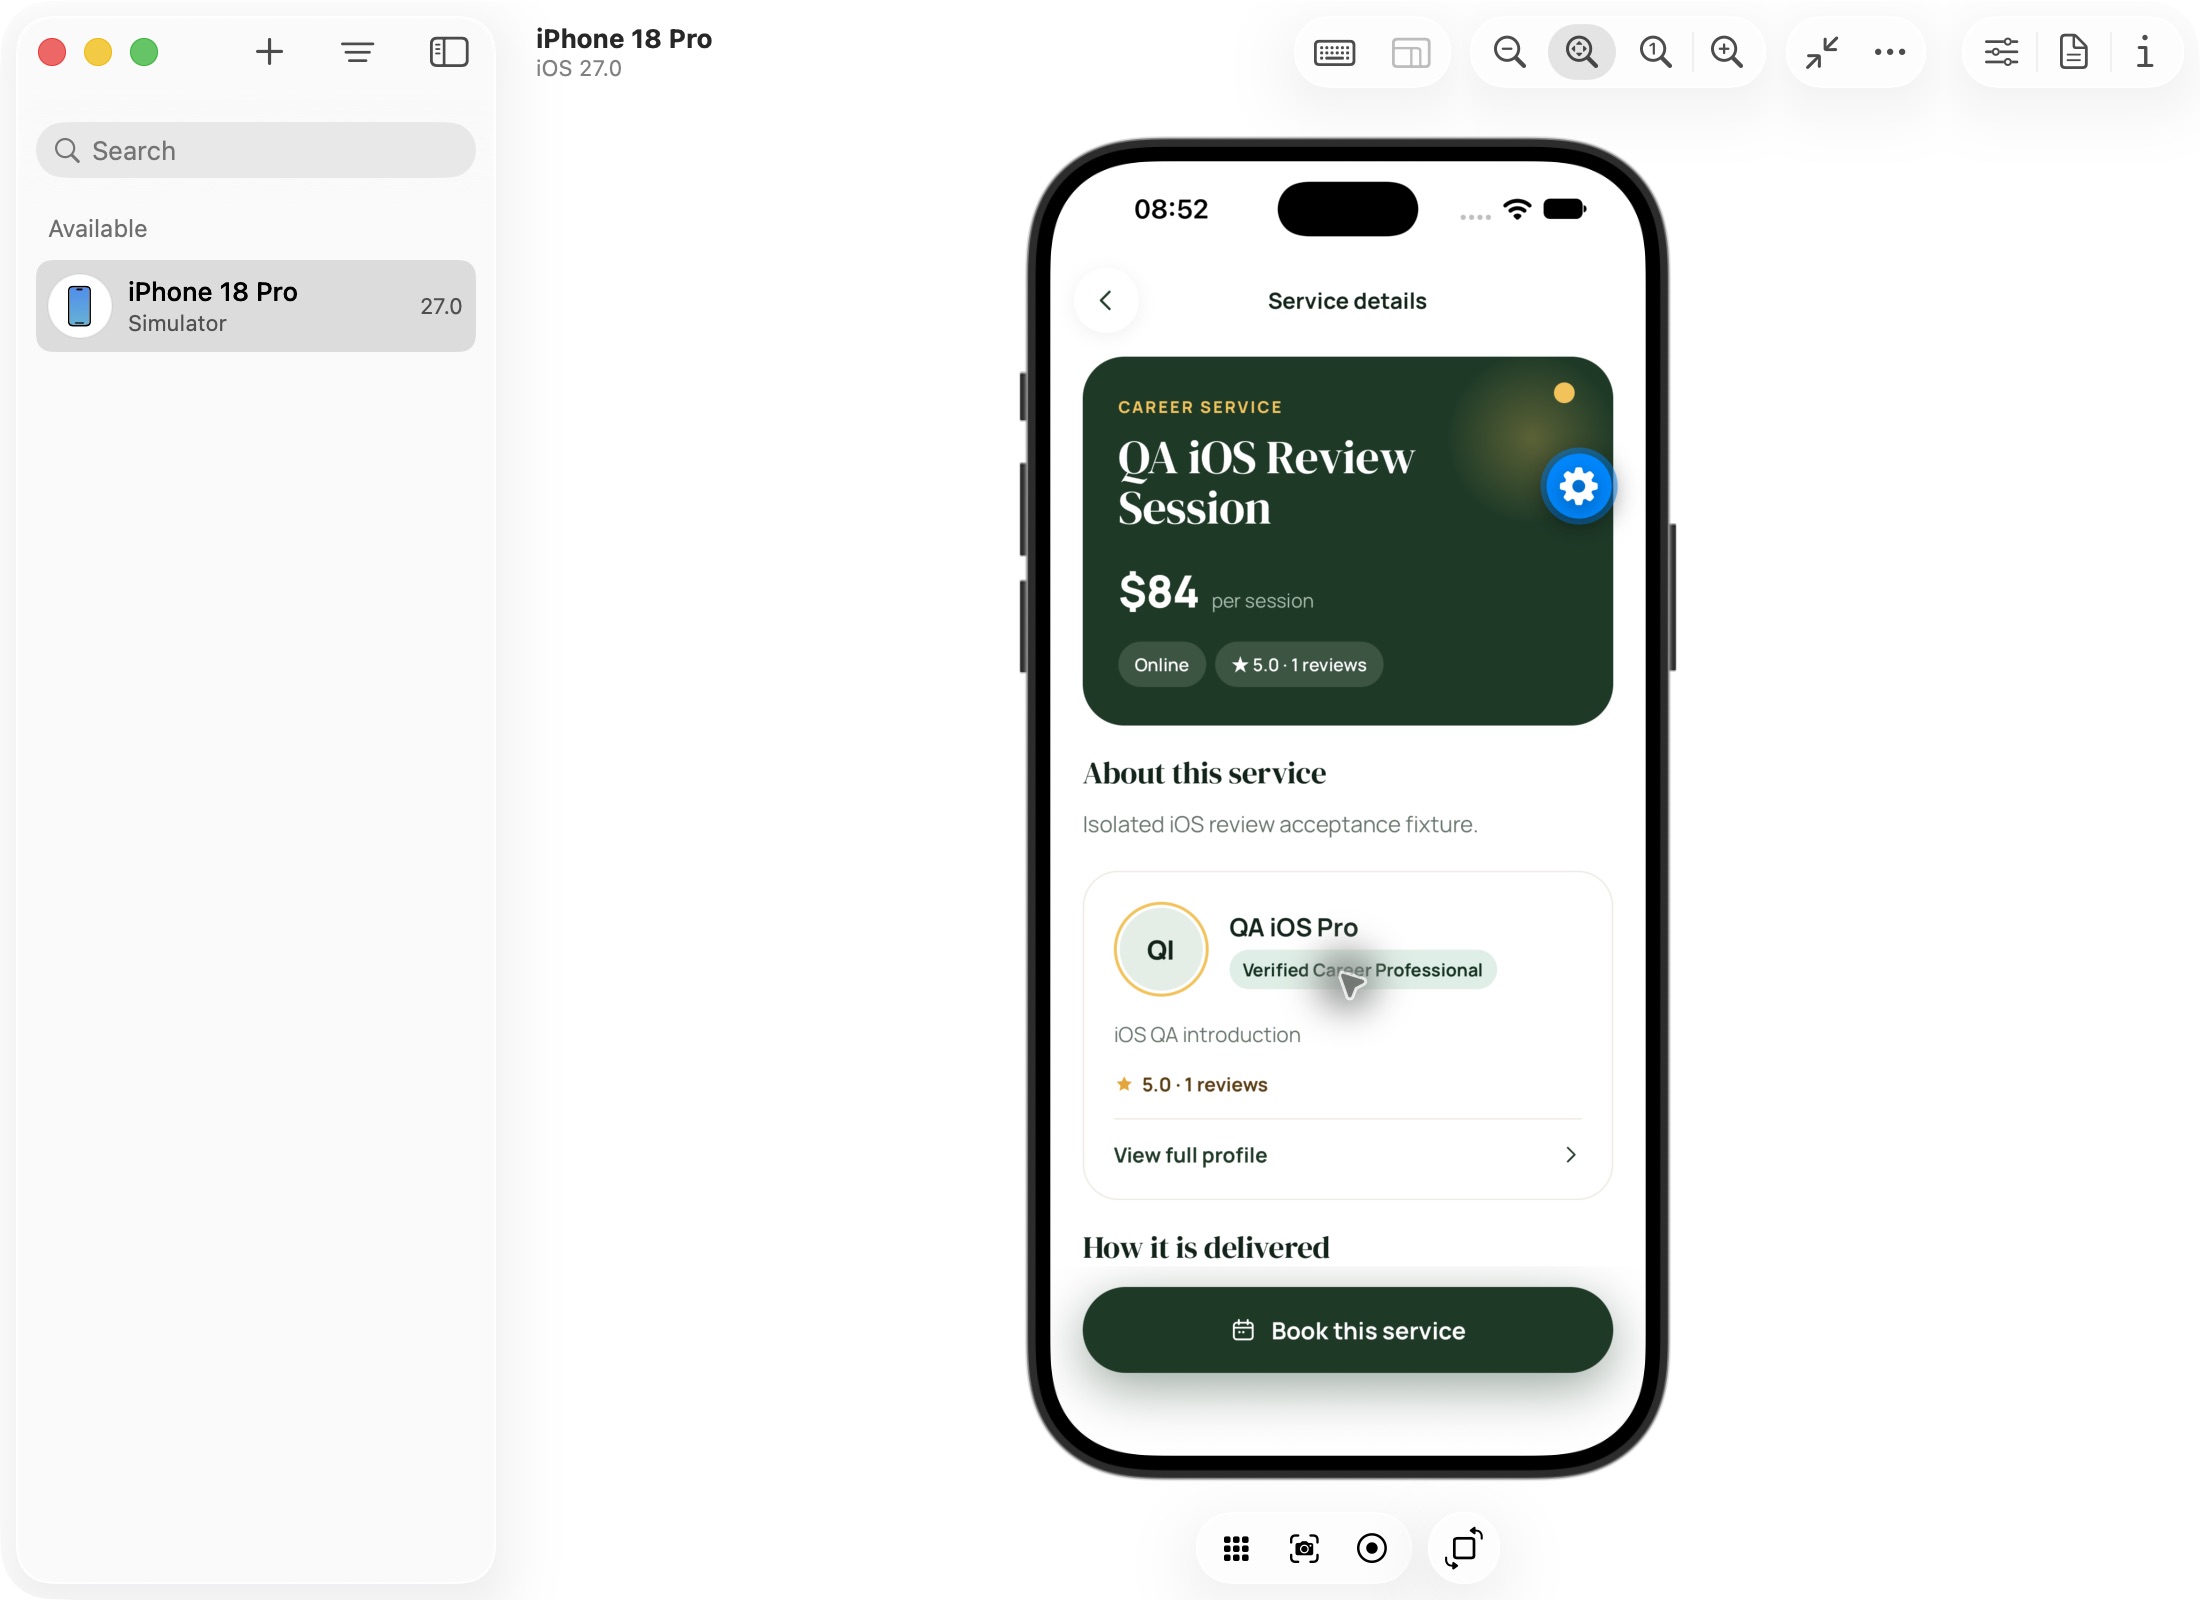 iPhone 18 Pro
iOS 27.0
Search
Available
iPhone 18 Pro
Simulator
27.0
08:52
Service details
CAREER SERVICE
QA iOS Review
Session
$84 per session
Online
★ 5.0 · 1 reviews
About this service
Isolated iOS review acceptance fixture.
QI
QA iOS Pro
Verified Career Professional
iOS QA introduction
★ 5.0 · 1 reviews
View full profile
How it is delivered
Book this service